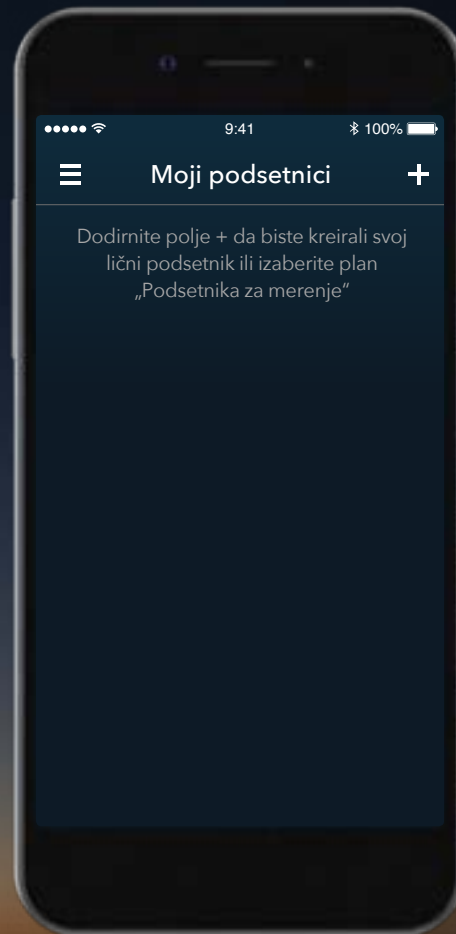 9:41
100%
Moji podsetnici
+
Dodirnite polje + da biste kreirali svoj
lični podsetnik ili izaberite plan
„Podsetnika za merenje“